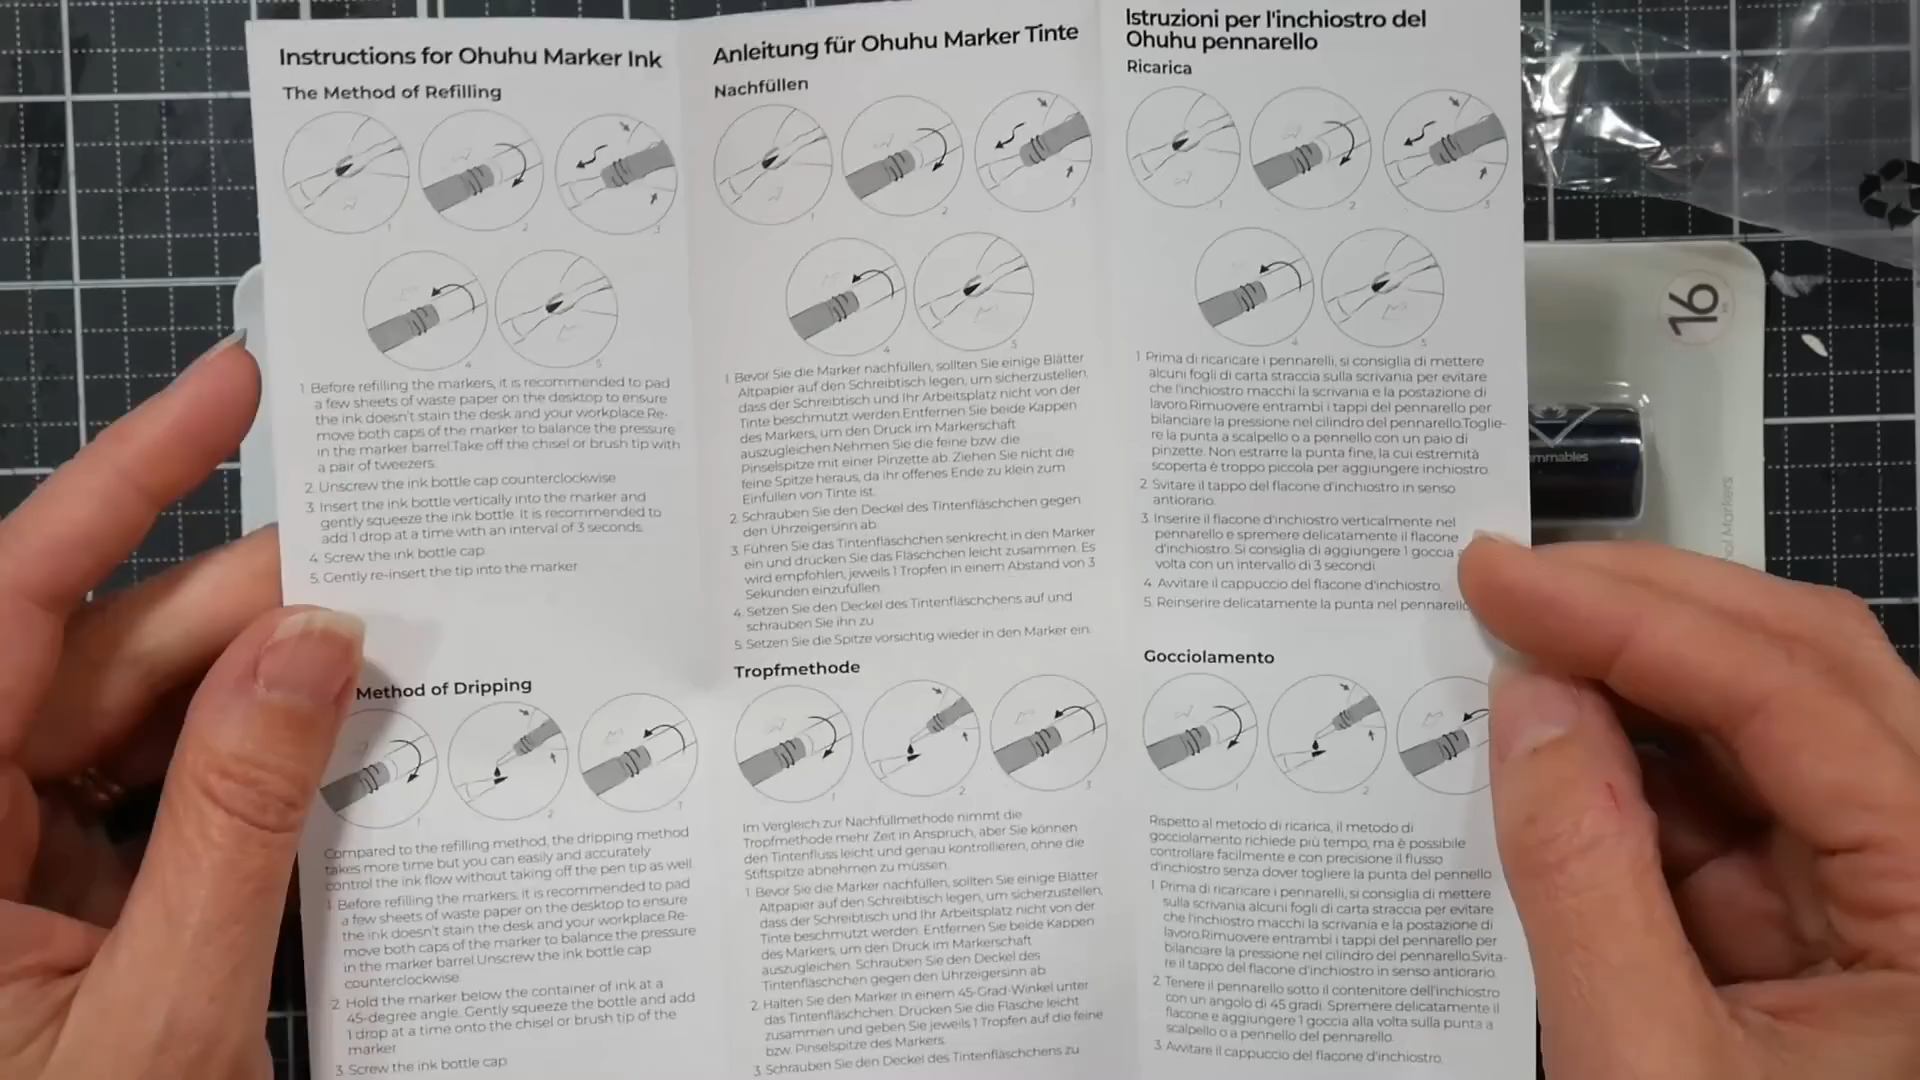 Instructions for Ohuhu Marker Ink
The Method of Refilling
1
2
3
4
5
1 Before refilling the markers, it is recommended to pad
a few sheets of waste paper on the desktop to ensure
the ink doesn't stain the desk and your workplace.Re-
move both caps of the marker to balance the pressure
in the marker barrel.Take off the chisel or brush tip with
a pair of tweezers.
2. Unscrew the ink bottle cap counterclockwise
3. Insert the ink bottle vertically into the marker and
gently squeeze the ink bottle. It is recommended to
add 1 drop at a time with an interval of 3 seconds.
4. Screw the ink bottle cap
5. Gently re-insert the tip into the marker
Method of Dripping
1
2
3
Compared to the refilling method, the dripping method
takes more time but you can easily and accurately
control the ink flow without taking off the pen tip as well.
1 Before refilling the markers, it is recommended to pad
a few sheets of waste paper on the desktop to ensure
the ink doesn't stain the desk and your workplace.Re-
move both caps of the marker to balance the pressure
in the marker barrel.Unscrew the ink bottle cap
counterclockwise.
2. Hold the marker below the container of ink at a
45-degree angle. Gently squeeze the bottle and add
1 drop at a time onto the chisel or brush tip of the
marker
3. Screw the ink bottle cap
Anleitung für Ohuhu Marker Tinte
Nachfüllen
1
2
3
4
5
1 Bevor Sie die Marker nachfüllen, sollten Sie einige Blätter
Altpapier auf den Schreibtisch legen, um sicherzustellen,
dass der Schreibtisch und Ihr Arbeitsplatz nicht von der
Tinte beschmutzt werden.Entfernen Sie beide Kappen
des Markers, um den Druck im Markerschaft
auszugleichen.Nehmen Sie die feine bzw. die
Pinselspitze mit einer Pinzette ab. Ziehen Sie nicht die
feine Spitze heraus, da ihr offenes Ende zu klein zum
Einfüllen von Tinte ist.
2. Schrauben Sie den Deckel des Tintenfläschchens gegen
den Uhrzeigersinn ab.
3. Führen Sie das Tintenfläschchen senkrecht in den Marker
ein und drücken Sie das Fläschchen leicht zusammen. Es
wird empfohlen, jeweils 1 Tropfen in einem Abstand von 3
Sekunden einzufüllen.
4. Setzen Sie den Deckel des Tintenfläschchens auf und
schrauben Sie ihn zu
5. Setzen Sie die Spitze vorsichtig wieder in den Marker ein.
Tropfmethode
1
2
3
Im Vergleich zur Nachfüllmethode nimmt die
Tropfmethode mehr Zeit in Anspruch, aber Sie können
den Tintenfluss leicht und genau kontrollieren, ohne die
Stiftspitze abnehmen zu müssen.
1. Bevor Sie die Marker nachfüllen, sollten Sie einige Blätter
Altpapier auf den Schreibtisch legen, um sicherzustellen,
dass der Schreibtisch und Ihr Arbeitsplatz nicht von der
Tinte beschmutzt werden. Entfernen Sie beide Kappen
des Markers, um den Druck im Markerschaft
auszugleichen. Schrauben Sie den Deckel des
Tintenfläschchens gegen den Uhrzeigersinn ab
2. Halten Sie den Marker in einem 45-Grad-Winkel unter
das Tintenfläschchen. Drücken Sie die Flasche leicht
zusammen und geben Sie jeweils 1 Tropfen auf die feine
bzw. Pinselspitze des Markers.
3. Schrauben Sie den Deckel des Tintenfläschchens zu
Istruzioni per l'inchiostro del
Ohuhu pennarello
Ricarica
1
2
3
4
5
1 Prima di ricaricare i pennarelli, si consiglia di mettere
alcuni fogli di carta straccia sulla scrivania per evitare
che l'inchiostro macchi la scrivania e la postazione di
lavoro.Rimuovere entrambi i tappi del pennarello per
bilanciare la pressione nel cilindro del pennarello.Toglie-
re la punta a scalpello o a pennello con un paio di
pinzette. Non estrarre la punta fine, la cui estremità
scoperta è troppo piccola per aggiungere inchiostro.
2. Svitare il tappo del flacone d'inchiostro in senso
antiorario.
3. Inserire il flacone d'inchiostro verticalmente nel
pennarello e spremere delicatamente il flacone
d'inchiostro. Si consiglia di aggiungere 1 goccia a
volta con un intervallo di 3 secondi
4. Avvitare il cappuccio del flacone d'inchiostro.
5. Reinserire delicatamente la punta nel pennarello
Gocciolamento
1
2
Rispetto al metodo di ricarica, il metodo di
gocciolamento richiede più tempo, ma è possibile
controllare facilmente e con precisione il flusso
d'inchiostro senza dover togliere la punta del pennello
1 Prima di ricaricare i pennarelli, si consiglia di mettere
sulla scrivania alcuni fogli di carta straccia per evitare
che l'inchiostro macchi la scrivania e la postazione di
lavoro.Rimuovere entrambi i tappi del pennarello per
bilanciare la pressione nel cilindro del pennarello.Svita-
re il tappo del flacone d'inchiostro in senso antiorario.
2. Tenere il pennarello sotto il contenitore dell'inchiostro
con un angolo di 45 gradi. Spremere delicatamente il
flacone e aggiungere 1 goccia alla volta sulla punta a
scalpello o a pennello del pennarello.
3. Avvitare il cappuccio del flacone d'inchiostro.
16
mmables
ol Markers